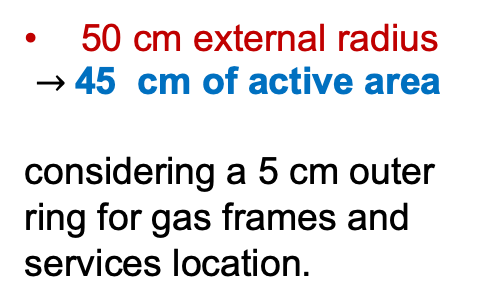 • 50 cm external radius
→ 45 cm of active area
considering a 5 cm outer
ring for gas frames and
services location.